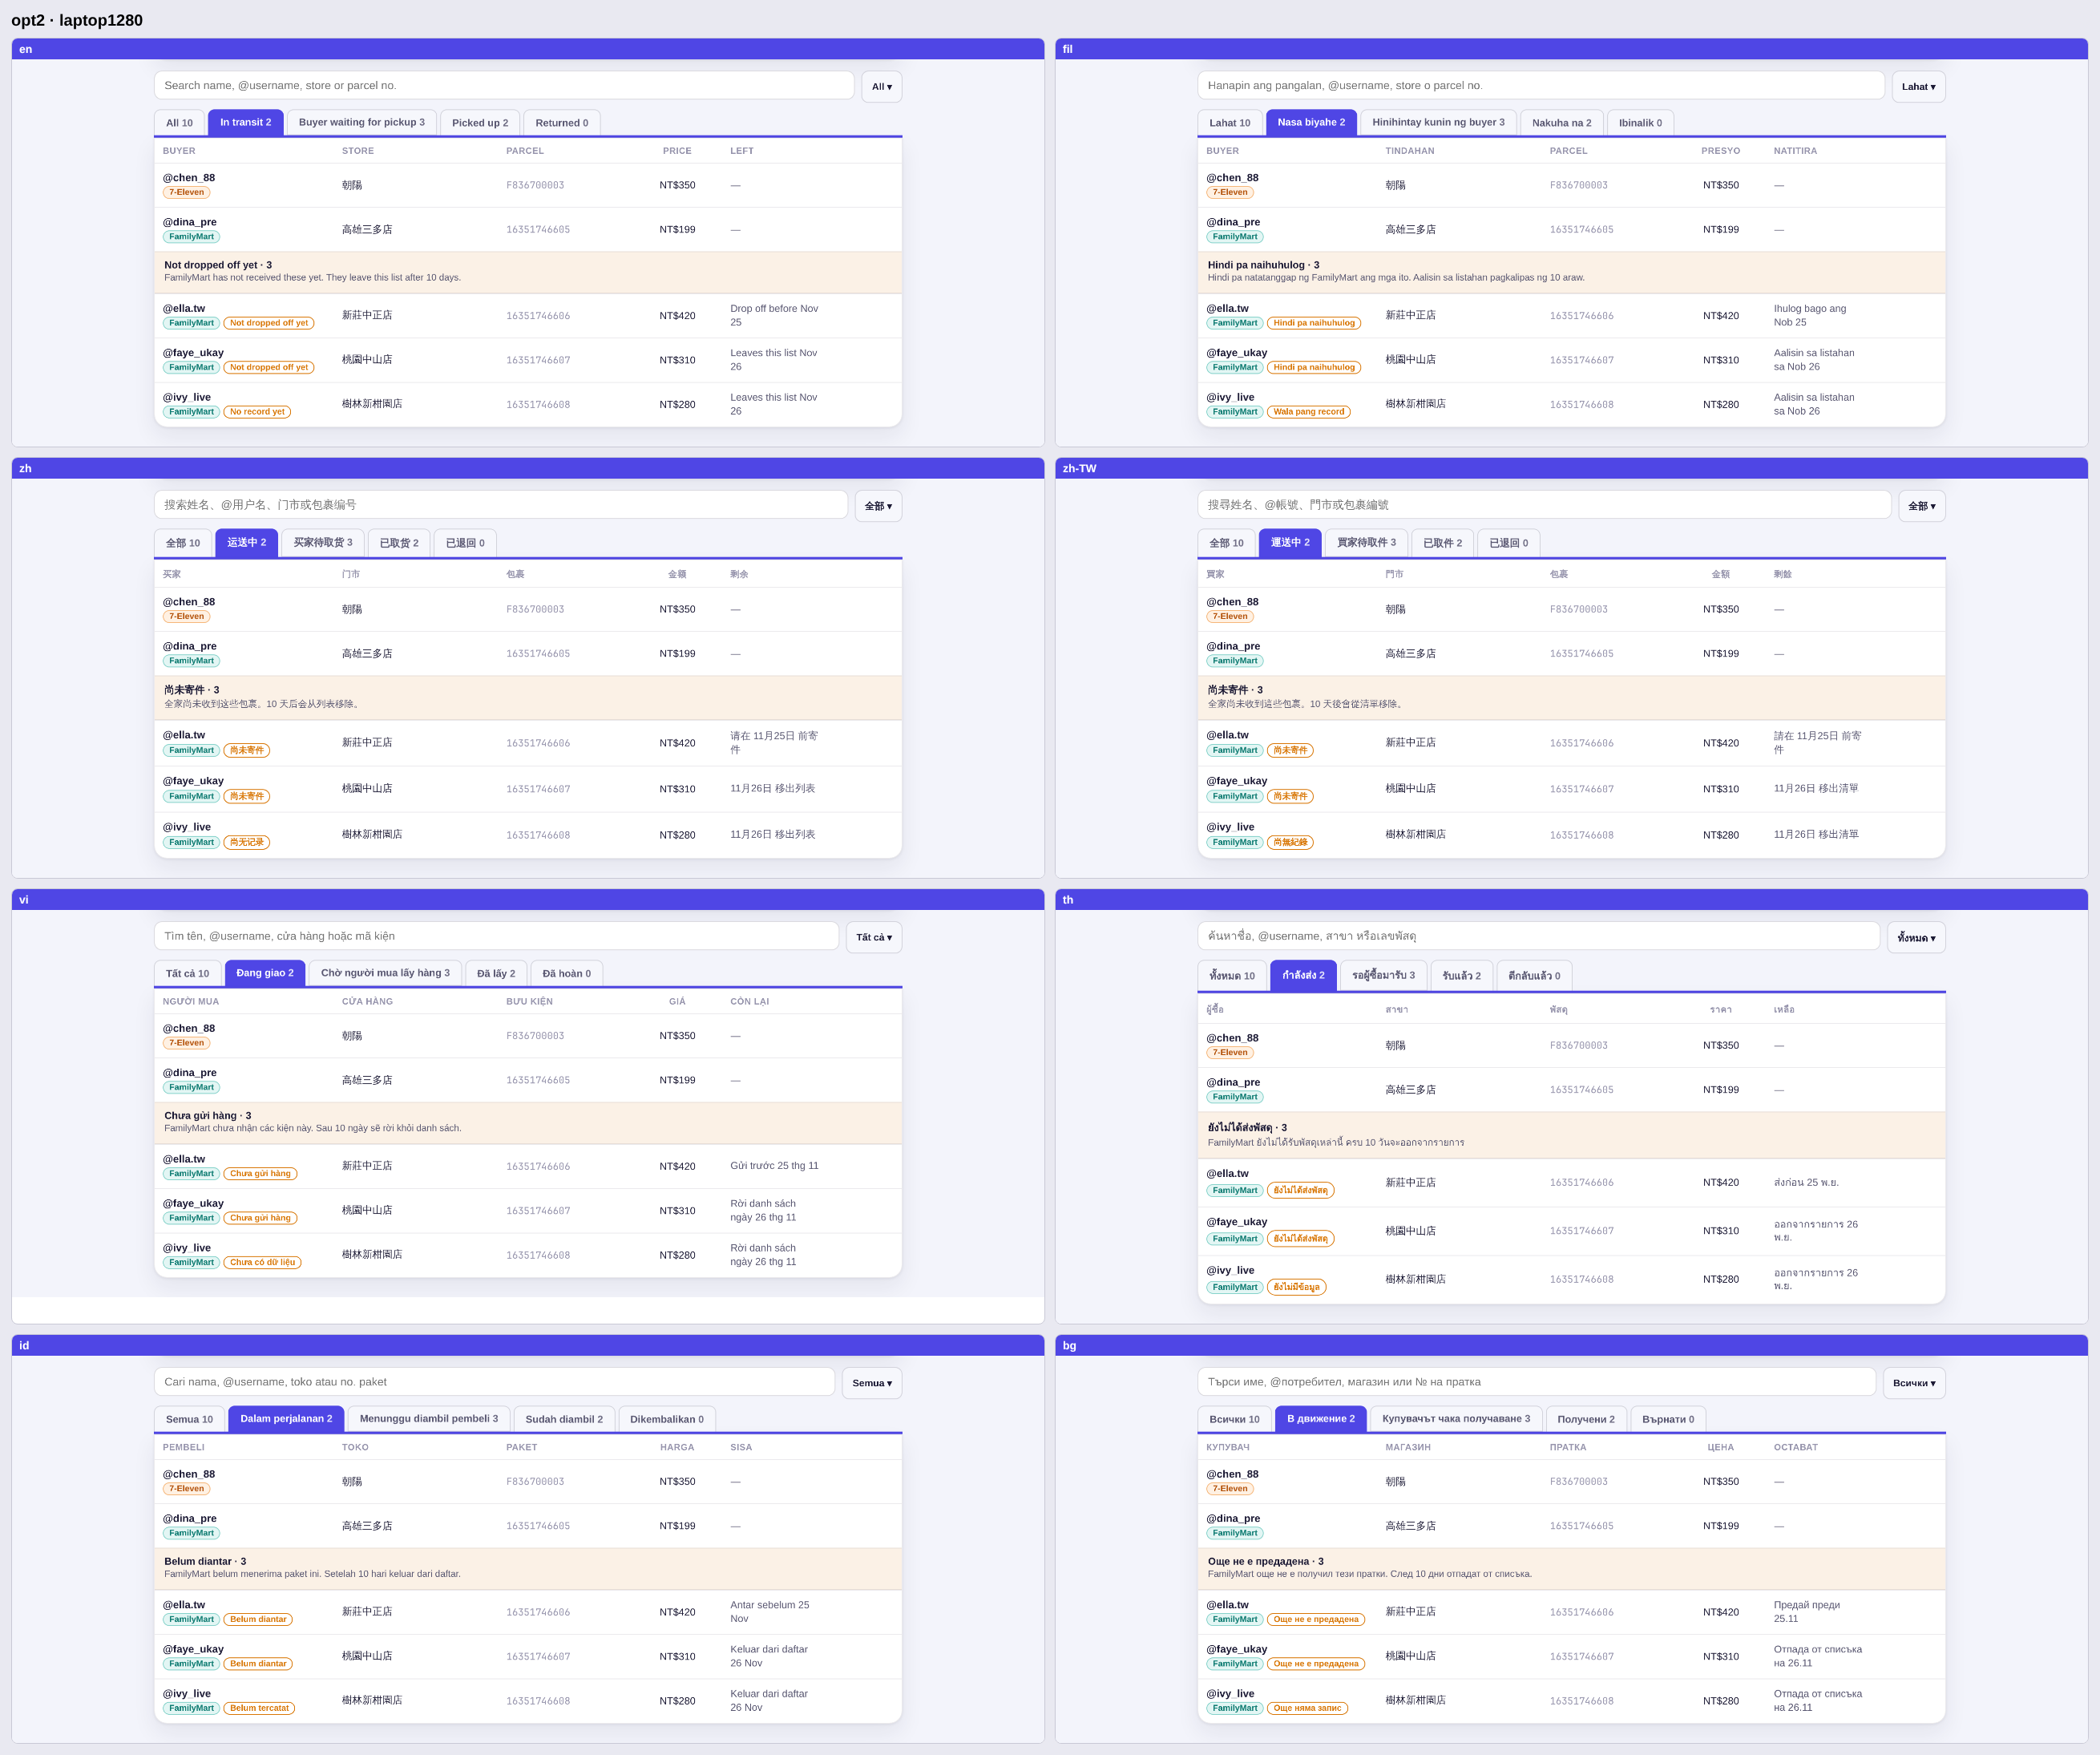 opt2 · laptop1280
en
Search name, @username, store or parcel no.
All ▾
All 10
In transit 2
Buyer waiting for pickup 3
Picked up 2
Returned 0
BUYER STORE PARCEL PRICE LEFT
@chen_88
7-Eleven
朝陽 F836700003 NT$350 —
@dina_pre
FamilyMart
高雄三多店 16351746605 NT$199 —
Not dropped off yet · 3
FamilyMart has not received these yet. They leave this list after 10 days.
@ella.tw
FamilyMart Not dropped off yet
新莊中正店 16351746606 NT$420
Drop off before Nov
25
@faye_ukay
FamilyMart Not dropped off yet
桃園中山店 16351746607 NT$310
Leaves this list Nov
26
@ivy_live
FamilyMart No record yet
樹林新柑園店 16351746608 NT$280
Leaves this list Nov
26
fil
Hanapin ang pangalan, @username, store o parcel no.
Lahat ▾
Lahat 10
Nasa biyahe 2
Hinihintay kunin ng buyer 3
Nakuha na 2
Ibinalik 0
BUYER TINDAHAN PARCEL PRESYO NATITIRA
@chen_88
7-Eleven
朝陽 F836700003 NT$350 —
@dina_pre
FamilyMart
高雄三多店 16351746605 NT$199 —
Hindi pa naihuhulog · 3
Hindi pa natatanggap ng FamilyMart ang mga ito. Aalisin sa listahan pagkalipas ng 10 araw.
@ella.tw
FamilyMart Hindi pa naihuhulog
新莊中正店 16351746606 NT$420
Ihulog bago ang
Nob 25
@faye_ukay
FamilyMart Hindi pa naihuhulog
桃園中山店 16351746607 NT$310
Aalisin sa listahan
sa Nob 26
@ivy_live
FamilyMart Wala pang record
樹林新柑園店 16351746608 NT$280
Aalisin sa listahan
sa Nob 26
zh
搜索姓名、@用户名、门市或包裹编号
全部 ▾
全部 10
运送中 2
买家待取货 3
已取货 2
已退回 0
买家 门市 包裹 金额 剩余
@chen_88
7-Eleven
朝陽 F836700003 NT$350 —
@dina_pre
FamilyMart
高雄三多店 16351746605 NT$199 —
尚未寄件 · 3
全家尚未收到这些包裹。10 天后会从列表移除。
@ella.tw
FamilyMart 尚未寄件
新莊中正店 16351746606 NT$420
请在 11月25日 前寄
件
@faye_ukay
FamilyMart 尚未寄件
桃園中山店 16351746607 NT$310 11月26日 移出列表
@ivy_live
FamilyMart 尚无记录
樹林新柑園店 16351746608 NT$280 11月26日 移出列表
zh-TW
搜尋姓名、@帳號、門市或包裹編號
全部 ▾
全部 10
運送中 2
買家待取件 3
已取件 2
已退回 0
買家 門市 包裹 金額 剩餘
@chen_88
7-Eleven
朝陽 F836700003 NT$350 —
@dina_pre
FamilyMart
高雄三多店 16351746605 NT$199 —
尚未寄件 · 3
全家尚未收到這些包裹。10 天後會從清單移除。
@ella.tw
FamilyMart 尚未寄件
新莊中正店 16351746606 NT$420
請在 11月25日 前寄
件
@faye_ukay
FamilyMart 尚未寄件
桃園中山店 16351746607 NT$310 11月26日 移出清單
@ivy_live
FamilyMart 尚無紀錄
樹林新柑園店 16351746608 NT$280 11月26日 移出清單
vi
Tìm tên, @username, cửa hàng hoặc mã kiện
Tất cả ▾
Tất cả 10
Đang giao 2
Chờ người mua lấy hàng 3
Đã lấy 2
Đã hoàn 0
NGƯỜI MUA CỬA HÀNG BƯU KIỆN GIÁ CÒN LẠI
@chen_88
7-Eleven
朝陽 F836700003 NT$350 —
@dina_pre
FamilyMart
高雄三多店 16351746605 NT$199 —
Chưa gửi hàng · 3
FamilyMart chưa nhận các kiện này. Sau 10 ngày sẽ rời khỏi danh sách.
@ella.tw
FamilyMart Chưa gửi hàng
新莊中正店 16351746606 NT$420 Gửi trước 25 thg 11
@faye_ukay
FamilyMart Chưa gửi hàng
桃園中山店 16351746607 NT$310
Rời danh sách
ngày 26 thg 11
@ivy_live
FamilyMart Chưa có dữ liệu
樹林新柑園店 16351746608 NT$280
Rời danh sách
ngày 26 thg 11
th
ค้นหาชื่อ, @username, สาขา หรือเลขพัสดุ
ทั้งหมด ▾
ทั้งหมด 10
กำลังส่ง 2
รอผู้ซื้อมารับ 3
รับแล้ว 2
ตีกลับแล้ว 0
ผู้ซื้อ สาขา พัสดุ ราคา เหลือ
@chen_88
7-Eleven
朝陽 F836700003 NT$350 —
@dina_pre
FamilyMart
高雄三多店 16351746605 NT$199 —
ยังไม่ได้ส่งพัสดุ · 3
FamilyMart ยังไม่ได้รับพัสดุเหล่านี้ ครบ 10 วันจะออกจากรายการ
@ella.tw
FamilyMart ยังไม่ได้ส่งพัสดุ
新莊中正店 16351746606 NT$420 ส่งก่อน 25 พ.ย.
@faye_ukay
FamilyMart ยังไม่ได้ส่งพัสดุ
桃園中山店 16351746607 NT$310
ออกจากรายการ 26
พ.ย.
@ivy_live
FamilyMart ยังไม่มีข้อมูล
樹林新柑園店 16351746608 NT$280
ออกจากรายการ 26
พ.ย.
id
Cari nama, @username, toko atau no. paket
Semua ▾
Semua 10
Dalam perjalanan 2
Menunggu diambil pembeli 3
Sudah diambil 2
Dikembalikan 0
PEMBELI TOKO PAKET HARGA SISA
@chen_88
7-Eleven
朝陽 F836700003 NT$350 —
@dina_pre
FamilyMart
高雄三多店 16351746605 NT$199 —
Belum diantar · 3
FamilyMart belum menerima paket ini. Setelah 10 hari keluar dari daftar.
@ella.tw
FamilyMart Belum diantar
新莊中正店 16351746606 NT$420
Antar sebelum 25
Nov
@faye_ukay
FamilyMart Belum diantar
桃園中山店 16351746607 NT$310
Keluar dari daftar
26 Nov
@ivy_live
FamilyMart Belum tercatat
樹林新柑園店 16351746608 NT$280
Keluar dari daftar
26 Nov
bg
Търси име, @потребител, магазин или № на пратка
Всички ▾
Всички 10
В движение 2
Купувачът чака получаване 3
Получени 2
Върнати 0
КУПУВАЧ МАГАЗИН ПРАТКА ЦЕНА ОСТАВАТ
@chen_88
7-Eleven
朝陽 F836700003 NT$350 —
@dina_pre
FamilyMart
高雄三多店 16351746605 NT$199 —
Още не е предадена · 3
FamilyMart още не е получил тези пратки. След 10 дни отпадат от списъка.
@ella.tw
FamilyMart Още не е предадена
新莊中正店 16351746606 NT$420
Предай преди
25.11
@faye_ukay
FamilyMart Още не е предадена
桃園中山店 16351746607 NT$310
Отпада от списъка
на 26.11
@ivy_live
FamilyMart Още няма запис
樹林新柑園店 16351746608 NT$280
Отпада от списъка
на 26.11